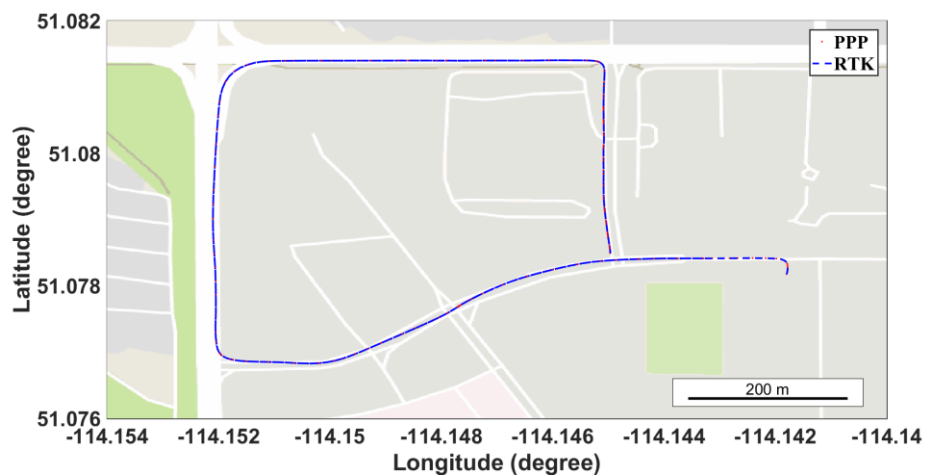 51.082
PPP
RTK
51.08
Latitude (degree)
51.078
200 m
51.076
-114.154 -114.152 -114.15 -114.148 -114.146 -114.144 -114.142 -114.14
Longitude (degree)